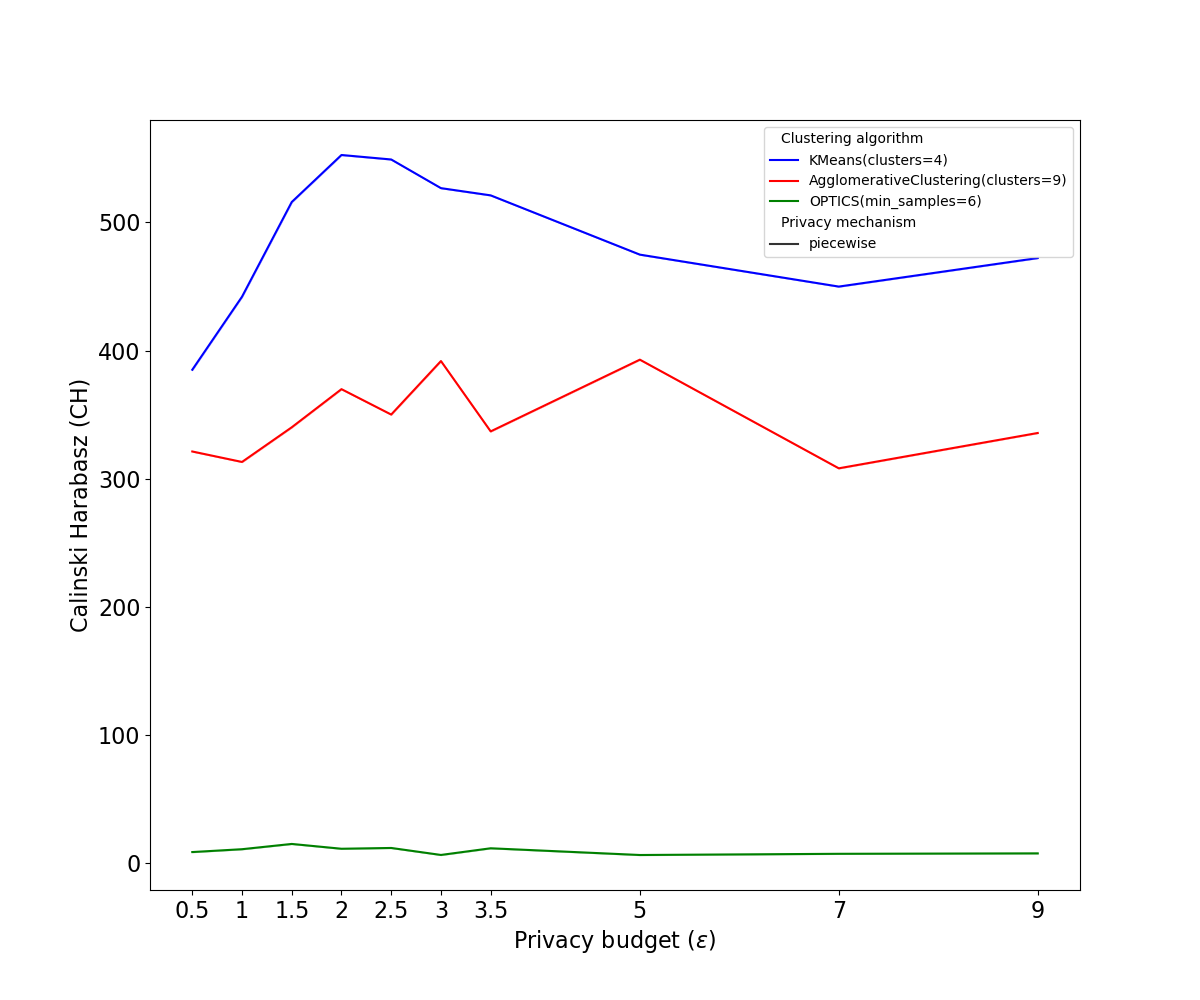 Clustering algorithm
KMeans(clusters=4)
AgglomerativeClustering(clusters=9)
OPTICS(min_samples=6)
Privacy mechanism
piecewise
Calinski Harabasz (CH)
500
400
300
200
100
0
0.5 1 1.5 2 2.5 3 3.5 5 7 9
Privacy budget (ε)